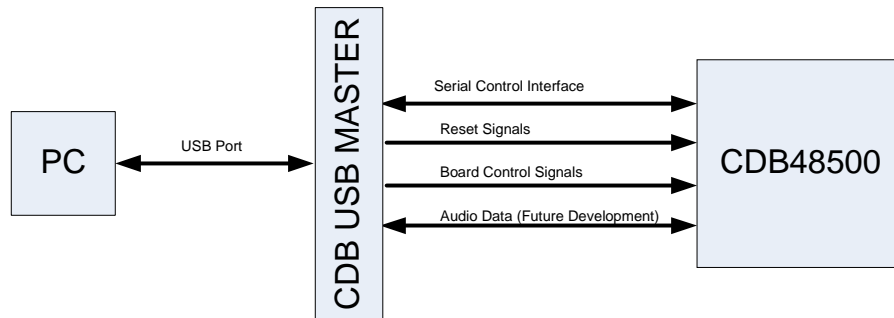 PC
USB Port
CDB USB MASTER
Serial Control Interface
Reset Signals
Board Control Signals
Audio Data (Future Development)
CDB48500